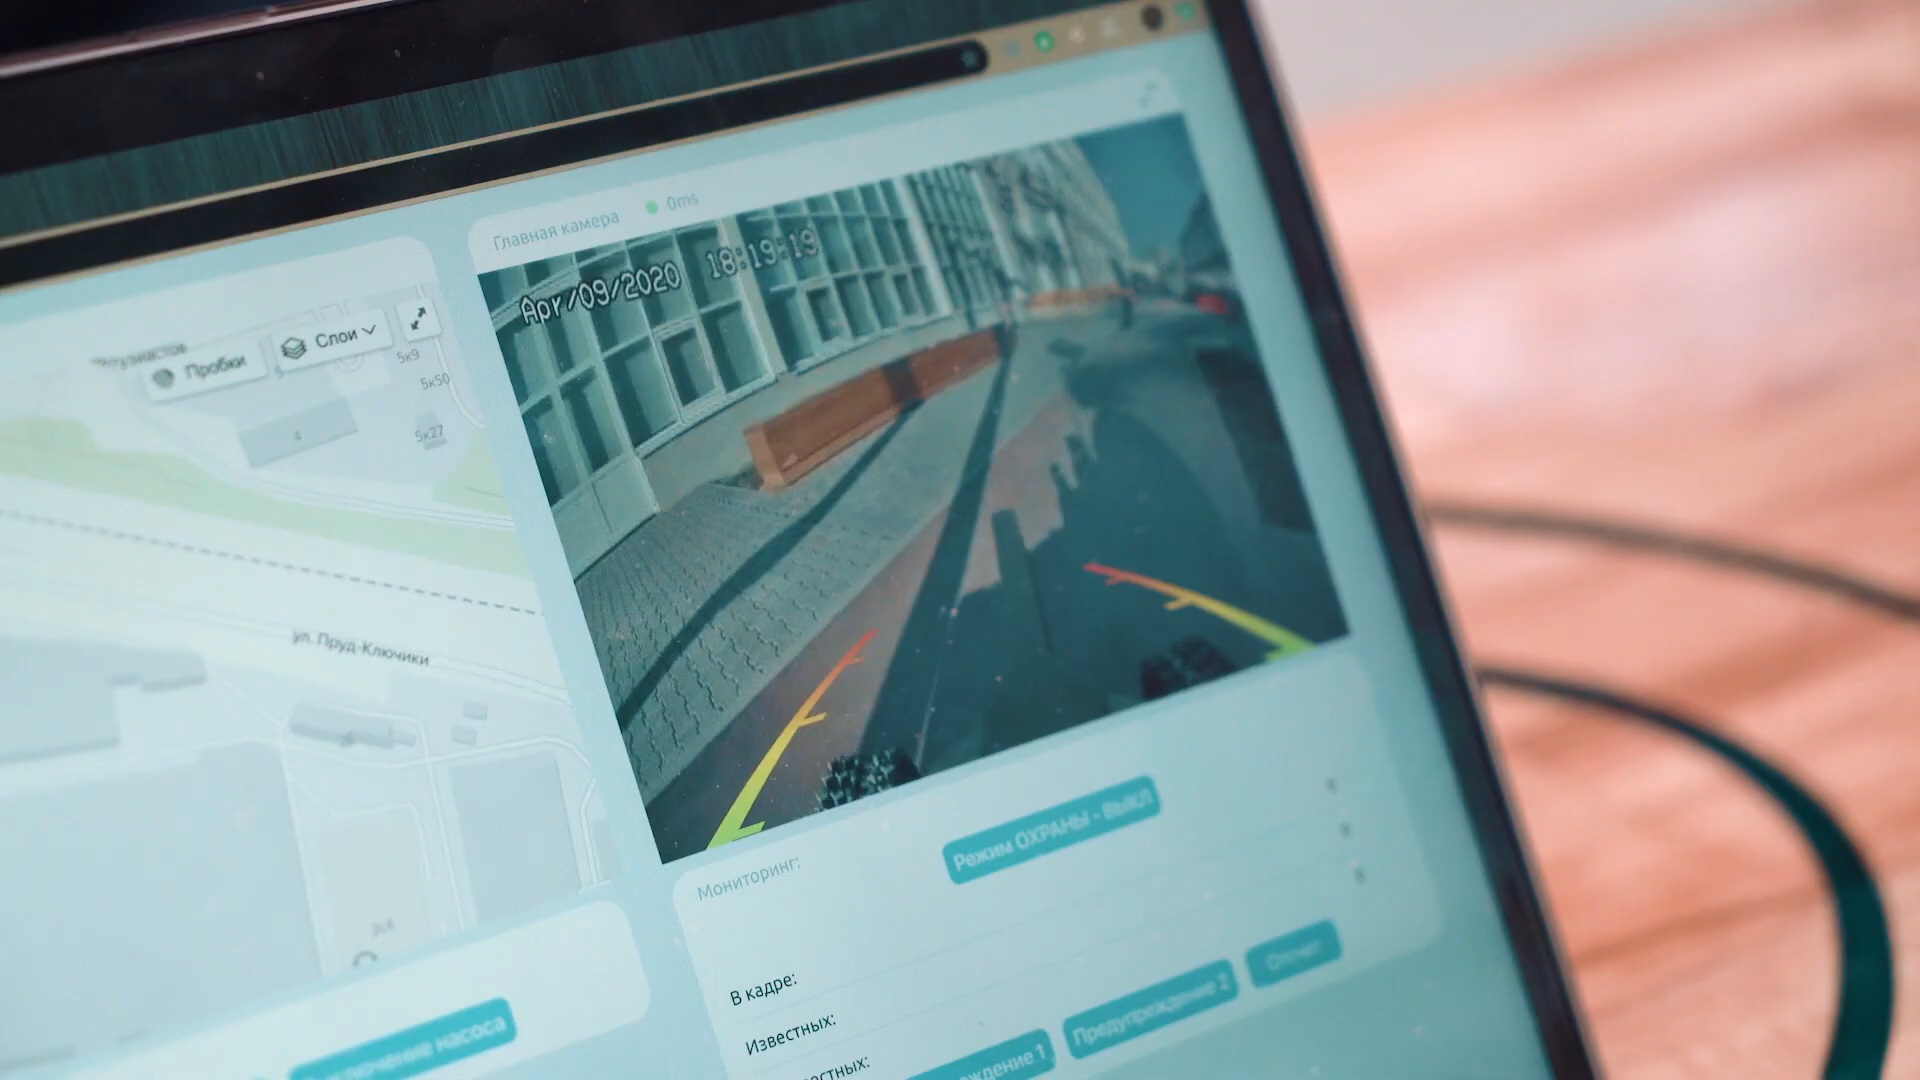 Главная камера 0ms
Apr/09/2020 18:19:19
Пробки
Слои
5к9
5к50
4
5к27
ул. Пруд-Ключики
Мониторинг:
Режим ОХРАНЫ - ВЫКЛ
В кадре:
Известных:
Предупреждение 2
насоса